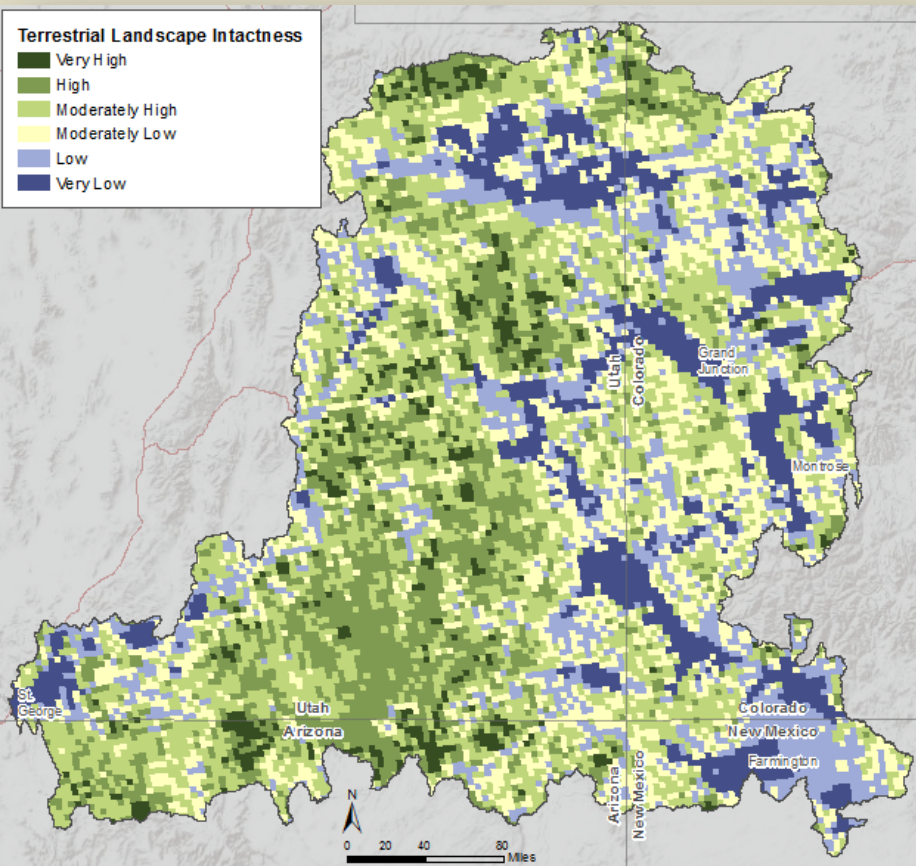 Terrestrial Landscape Intactness
Very High
High
Moderately High
Moderately Low
Low
Very Low
Utah
Colorado
Grand
Junction
Montrose
St.
George
Utah
Arizona
Colorado
New Mexico
Farmington
Arizona
New Mexico
N
0 20 40 80
Miles